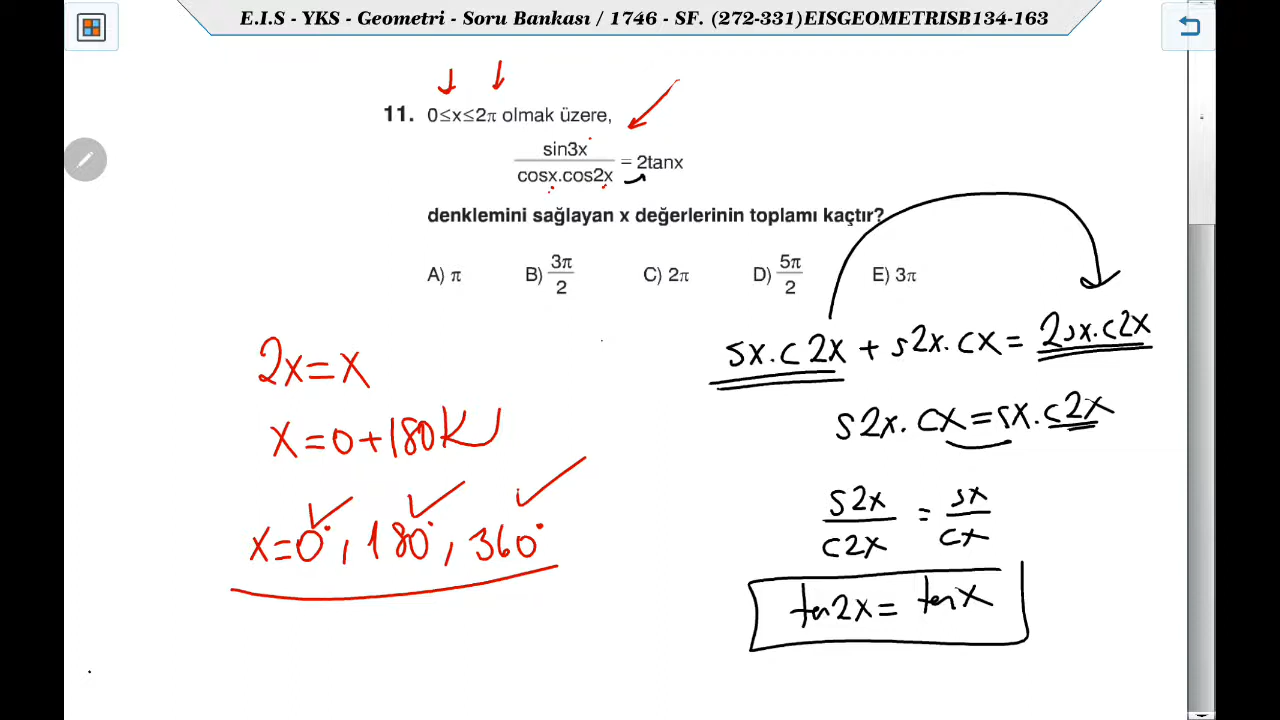 E.I.S - YKS - Geometri - Soru Bankası / 1746 - SF. (272-331)EISGEOMETRISB134-163
11. 0≤x≤2π olmak üzere,
sin3x
cosx.cos2x
= 2tanx
denklemini sağlayan x değerlerinin toplamı kaçtır?
A) π B) 3π/2 C) 2π D) 5π/2 E) 3π
sx.c2x + s2x.cx = 2sx.c2x
s2x.cx = sx.c2x
s2x/c2x = sx/cx
tan2x = tanx
2x=x
x=0+180K
x=0°, 180°, 360°